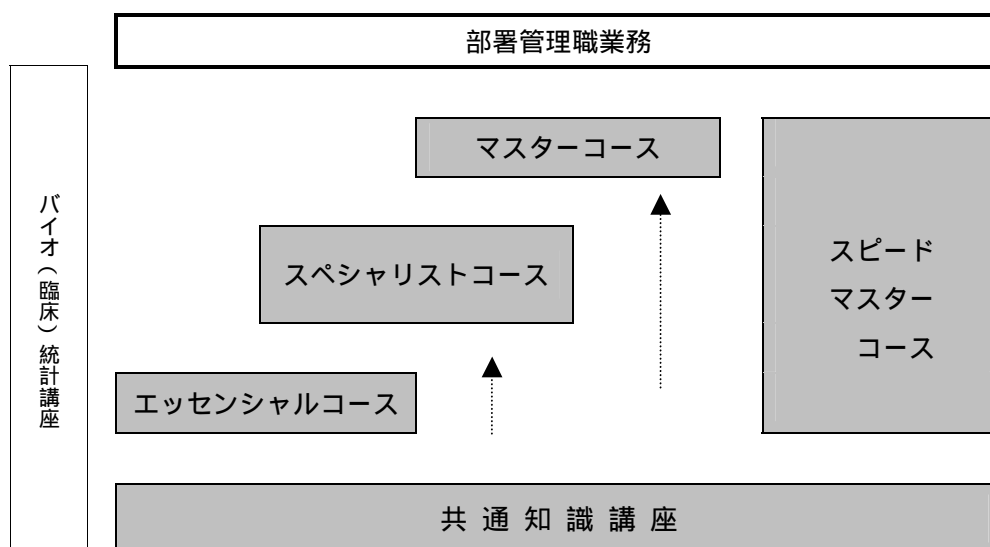 部署管理職業務
バイオ（臨床）統計講座
マスターコース
スペシャリストコース
エッセンシャルコース
スピード
マスター
コース
共通知識講座